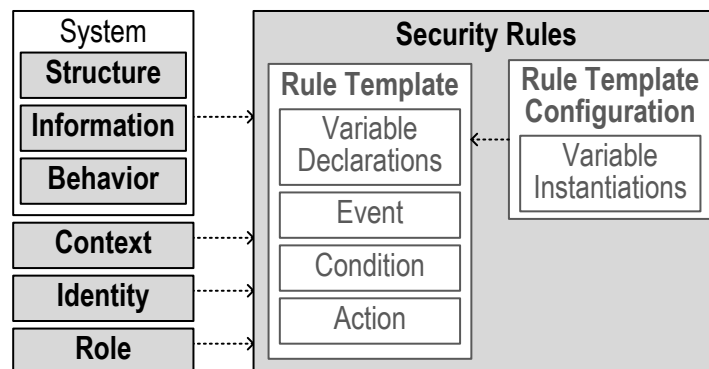 System
Structure
Information
Behavior
Context
Identity
Role
Security Rules
Rule Template
Variable
Declarations
Event
Condition
Action
Rule Template
Configuration
Variable
Instantiations